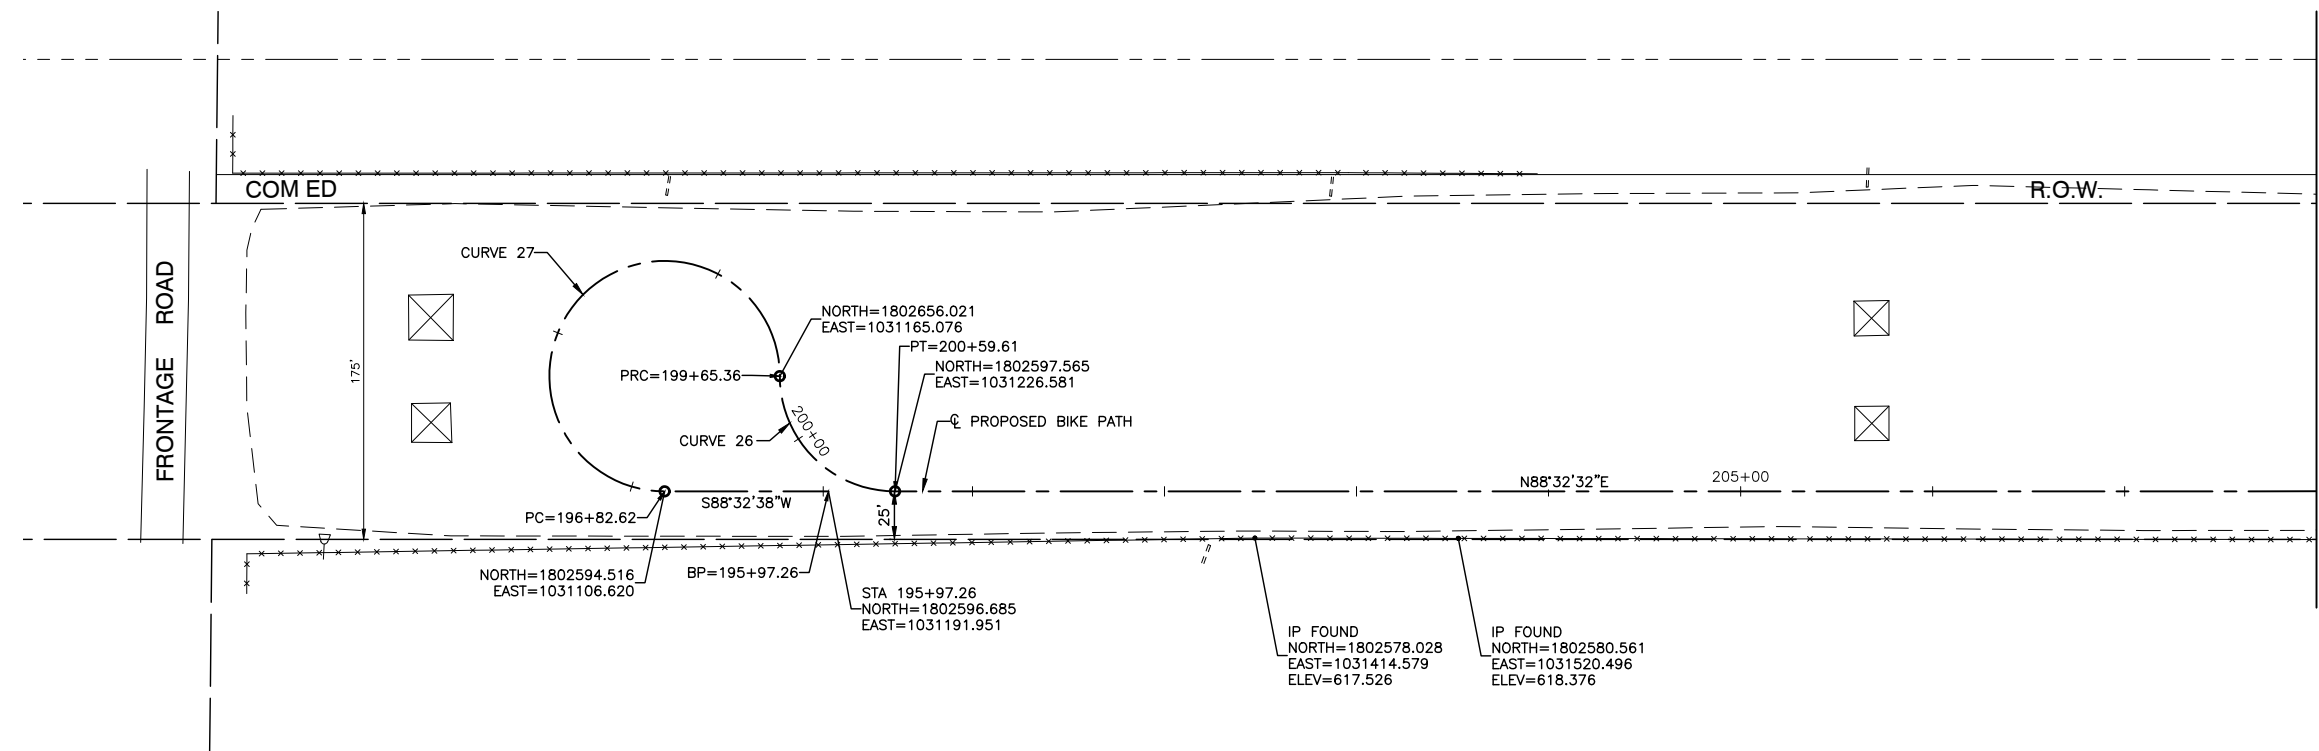 COM ED
R.O.W.
CURVE 27
FRONTAGE ROAD
175'
NORTH=1802656.021
EAST=1031165.076
PT=200+59.61
NORTH=1802597.565
EAST=1031226.581
PRC=199+65.36
200+00
CURVE 26
℄ PROPOSED BIKE PATH
S88°32'38"W
N88°32'32"E
205+00
PC=196+82.62
25'
NORTH=1802594.516
EAST=1031106.620
BP=195+97.26
STA 195+97.26
NORTH=1802596.685
EAST=1031191.951
IP FOUND
NORTH=1802578.028
EAST=1031414.579
ELEV=617.526
IP FOUND
NORTH=1802580.561
EAST=1031520.496
ELEV=618.376